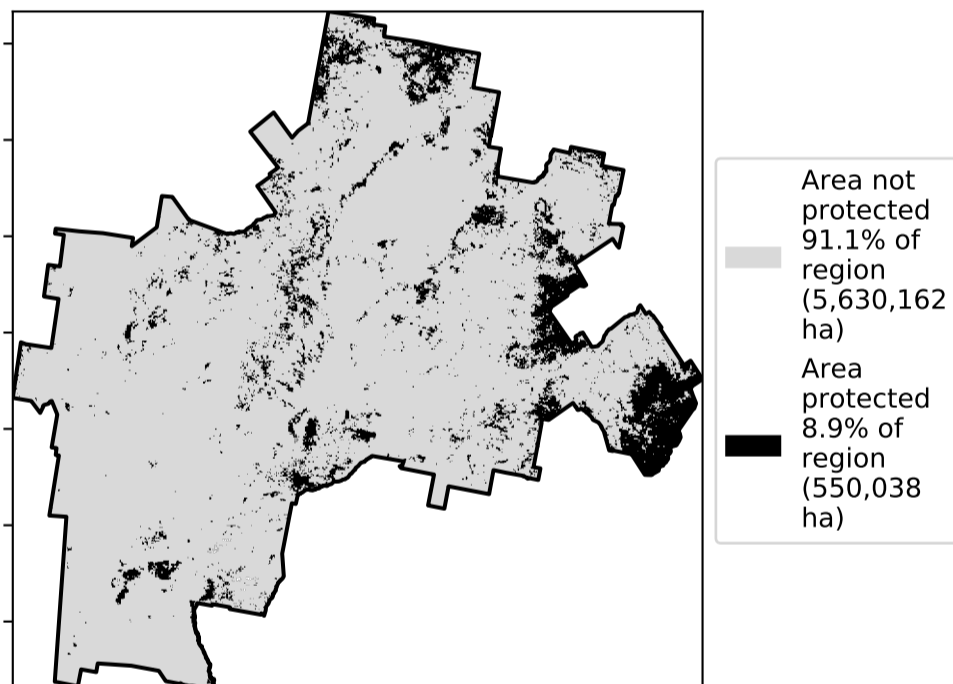 Area not
protected
91.1% of
region
(5,630,162
ha)
Area
protected
8.9% of
region
(550,038
ha)